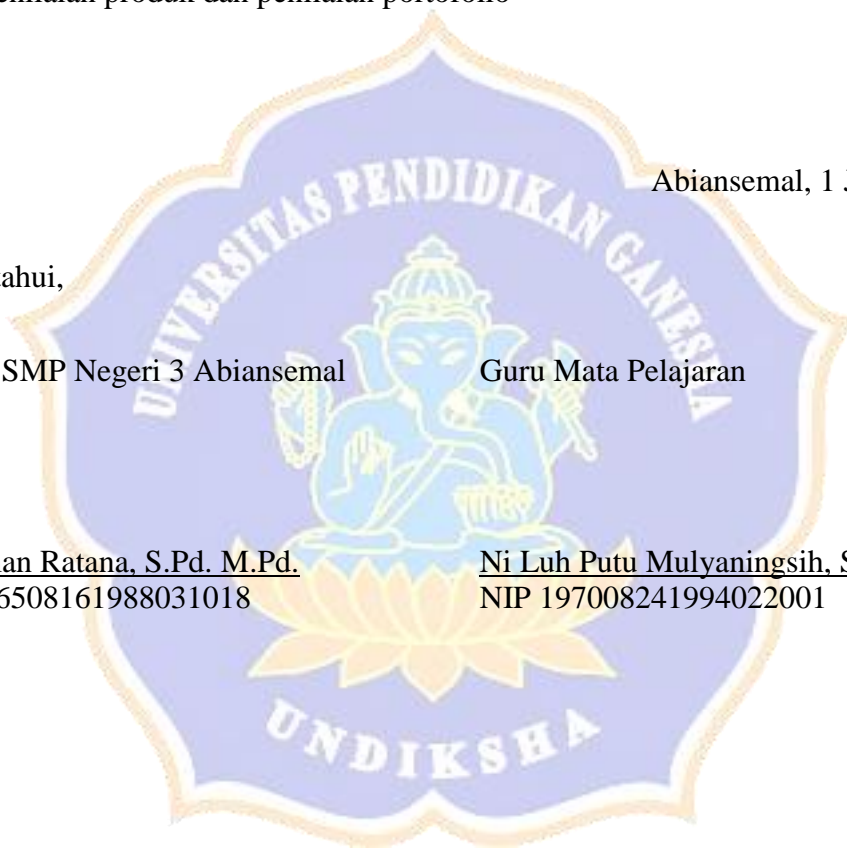 penilaian produk dan penilaian portofolio
Abiansemal, 1
tahui,
SMP Negeri 3 Abiansemal Guru Mata Pelajaran
an Ratana, S.Pd. M.Pd. Ni Luh Putu Mulyaningsih, S
6508161988031018 NIP 197008241994022001
UNIVERSITAS PENDIDIKAN GANESHA
UNDIKSHA